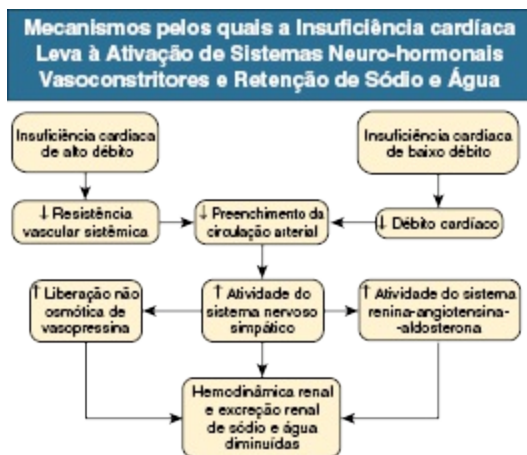 Mecanismos pelos quais a Insuficiência cardíaca
Leva à Ativação de Sistemas Neuro-hormonais
Vasoconstritores e Retenção de Sódio e Água
Insuficiência cardíaca
de alto débito
Insuficiência cardíaca
de baixo débito
↓ Resistência
vascular sistêmica
↓ Preenchimento da
circulação arterial
↓ Débito cardíaco
↑ Liberação não
osmótica de
vasopressina
↑ Atividade do
sistema nervoso
simpático
↑ Atividade do sistema
renina-angiotensina-
-aldosterona
Hemodinâmica renal
e excreção renal
de sódio e água
diminuídas